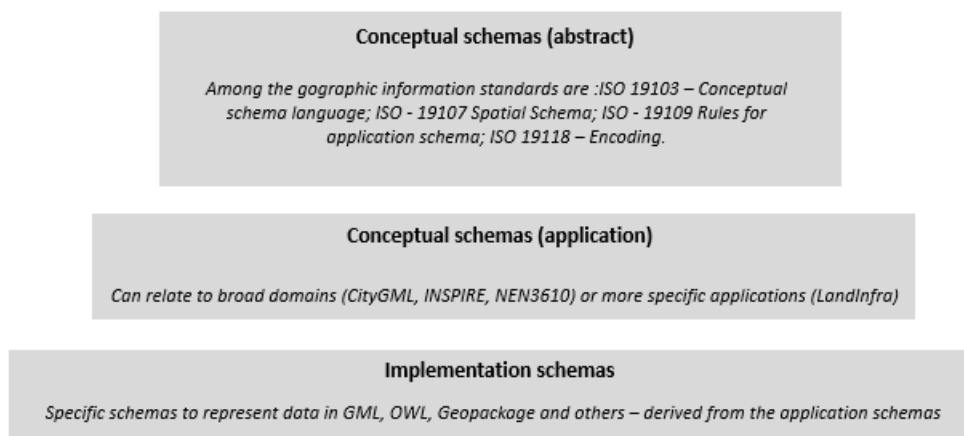 Conceptual schemas (abstract)
Among the gographic information standards are :ISO 19103 – Conceptual
schema language; ISO - 19107 Spatial Schema; ISO - 19109 Rules for
application schema; ISO 19118 – Encoding.
Conceptual schemas (application)
Can relate to broad domains (CityGML, INSPIRE, NEN3610) or more specific applications (LandInfra)
Implementation schemas
Specific schemas to represent data in GML, OWL, Geopackage and others – derived from the application schemas